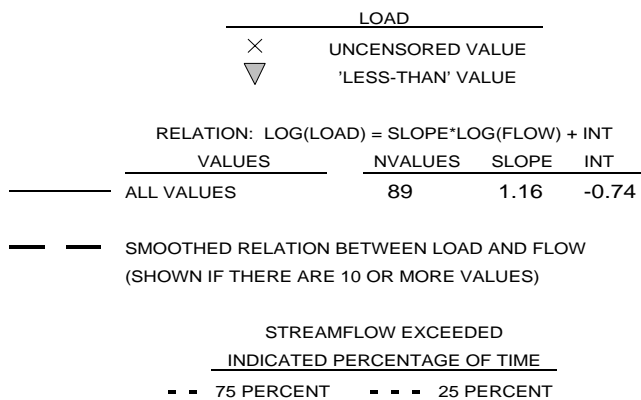 LOAD
UNCENSORED VALUE
'LESS-THAN' VALUE
RELATION: LOG(LOAD) = SLOPE*LOG(FLOW) + INT
VALUES NVALUES SLOPE INT
ALL VALUES 89 1.16 -0.74
SMOOTHED RELATION BETWEEN LOAD AND FLOW
(SHOWN IF THERE ARE 10 OR MORE VALUES)
STREAMFLOW EXCEEDED
INDICATED PERCENTAGE OF TIME
75 PERCENT 25 PERCENT